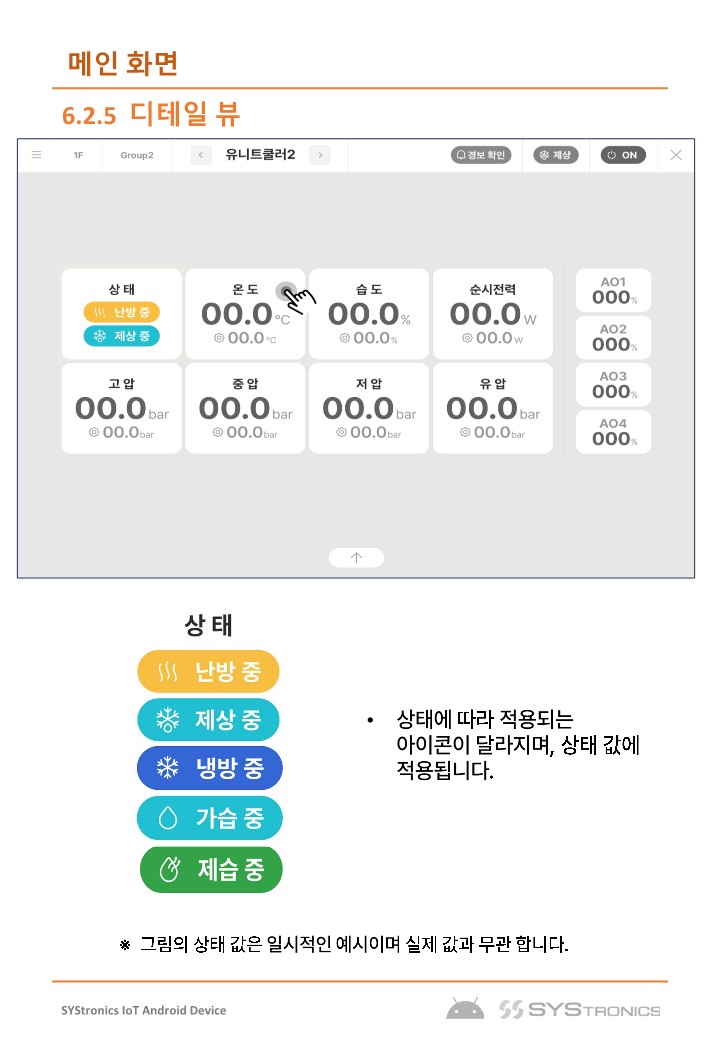 메인 화면
6.2.5 디테일 뷰
1F Group2 < 유니트쿨러2 > 경보 확인 제상 ON
상 태 온 도 습 도 순시전력
난방 중 00.0°C 00.0% 00.0W
제상 중 00.0°C 00.0% 00.0W
고 압 중 압 저 압 유 압
00.0bar 00.0bar 00.0bar 00.0bar
00.0bar 00.0bar 00.0bar 00.0bar
AO1
000%
AO2
000%
AO3
000%
AO4
000%
상 태
난방 중
제상 중
냉방 중
가습 중
제습 중
• 상태에 따라 적용되는
아이콘이 달라지며, 상태 값에
적용됩니다.
※ 그림의 상태 값은 일시적인 예시이며 실제 값과 무관 합니다.
SYStronics IoT Android Device
SYSTRONICS